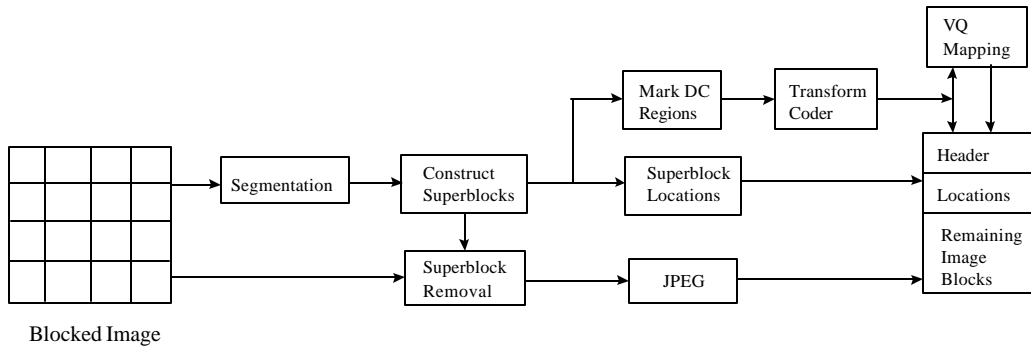 VQ
Mapping
Mark DC
Regions
Transform
Coder
Header
Segmentation
Construct
Superblocks
Superblock
Locations
Locations
Superblock
Removal
JPEG
Remaining
Image
Blocks
Blocked Image